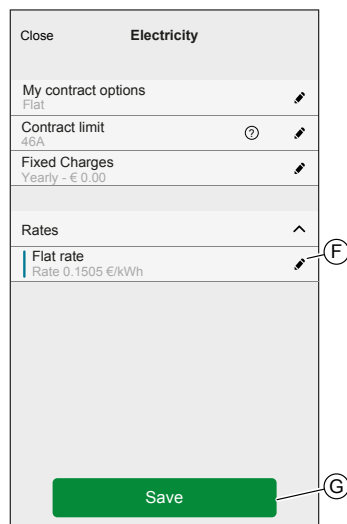 Close Electricity
My contract options
Flat
Contract limit
46A
?
Fixed Charges
Yearly - € 0.00
Rates
Flat rate
Rate 0.1505 €/kWh
F
Save
G